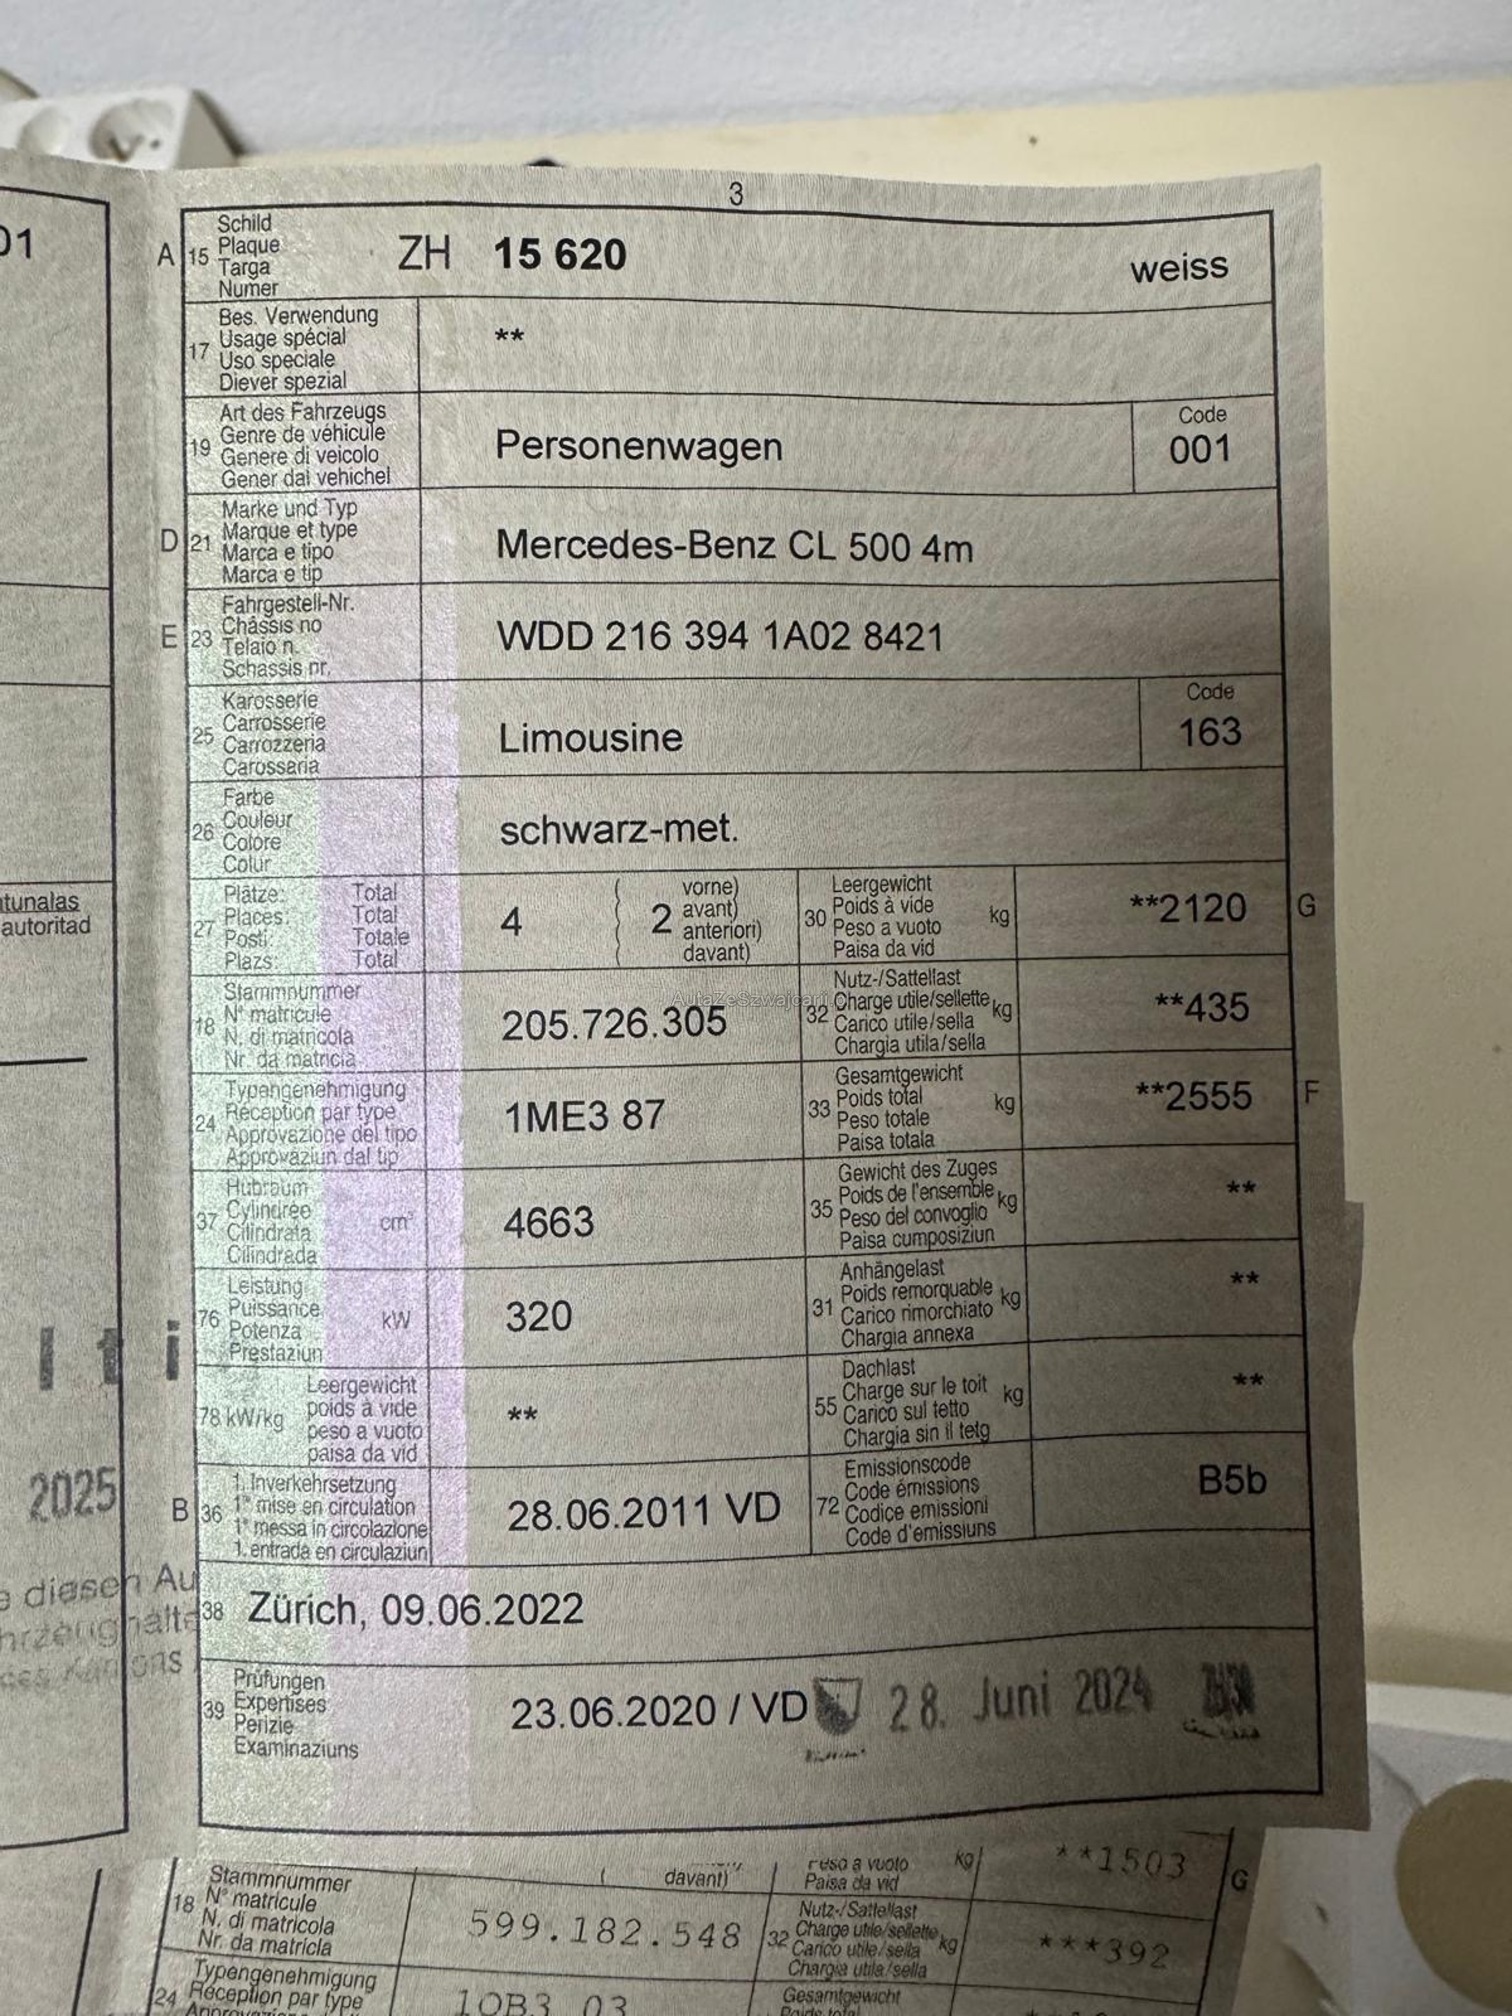 3
A 15 Schild Plaque Targa Numer ZH 15 620 weiss
17 Bes. Verwendung Usage spécial Uso speciale Diever spezial **
19 Art des Fahrzeugs Genre de véhicule Genere di veicolo Gener dal vehichel Personenwagen Code 001
D 21 Marke und Typ Marque et type Marca e tipo Marca e tip Mercedes-Benz CL 500 4m
E 23 Fahrgestell-Nr. Châssis no Telaio n. Schassis nr. WDD 216 394 1A02 8421
25 Karosserie Carrosserie Carrozzeria Carossaria Limousine Code 163
26 Farbe Couleur Colore Colur schwarz-met.
27 Plätze: Total Places: Total Posti: Totale Plazs: Total 4 ( 2 vorne) avant) anteriori) davant)
30 Leergewicht Poids à vide Peso a vuoto Paisa da vid kg **2120 G
18 Stammnummer N° matricule N. di matricola Nr. da matricla 205.726.305
32 Nutz-/Sattellast Charge utile/sellette Carico utile/sella Chargia utila/sella kg **435
AutaZeSzwajcarii
24 Typengenehmigung Réception par type Approvazione del tipo Approvaziun dal tip 1ME3 87
33 Gesamtgewicht Poids total Peso totale Paisa totala kg **2555 F
37 Hubraum Cylindrée Cilindrata Cilindrada cm³ 4663
35 Gewicht des Zuges Poids de l'ensemble Peso del convoglio Paisa cumposiziun kg **
76 Leistung Puissance Potenza Prestaziun kW 320
31 Anhängelast Poids remorquable Carico rimorchiato Chargia annexa kg **
78 kW/kg Leergewicht poids à vide peso a vuoto paisa da vid **
55 Dachlast Charge sur le toit Carico sul tetto Chargia sin il tetg kg **
B 36 1. Inverkehrsetzung 1re mise en circulation 1a messa in circolazione 1. entrada en circulaziun 28.06.2011 VD
72 Emissionscode Code émissions Codice emissioni Code d'emissiuns B5b
38 Zürich, 09.06.2022
39 Prüfungen Expertises Perizie Examinaziuns 23.06.2020 / VD 28. Juni 2024
01
tunalas
autoritad
l t i
2025
diesen Au
hrzeughalte
des Kantons
davant)
Peso a vuoto Paisa da vid kg **1503 G
18 Stammnummer N° matricule N. di matricola Nr. da matricla 599.182.548
32 Nutz-/Sattellast Charge utile/sellette Carico utile/sella Chargia utila/sella kg ***392
24 Typengenehmigung Réception par type
Gesamtgewicht